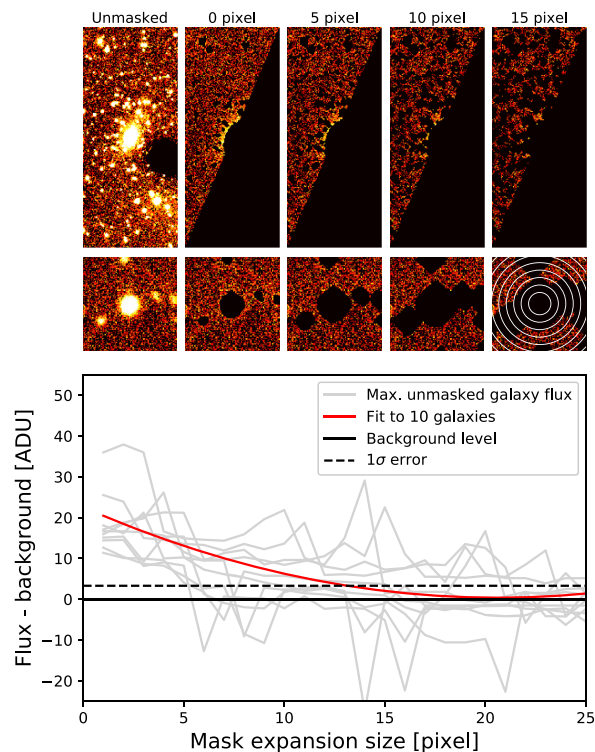 Unmasked 0 pixel 5 pixel 10 pixel 15 pixel
50
40
30
20
10
0
−10
−20
Flux - background [ADU]
Max. unmasked galaxy flux
Fit to 10 galaxies
Background level
1σ error
0 5 10 15 20 25
Mask expansion size [pixel]